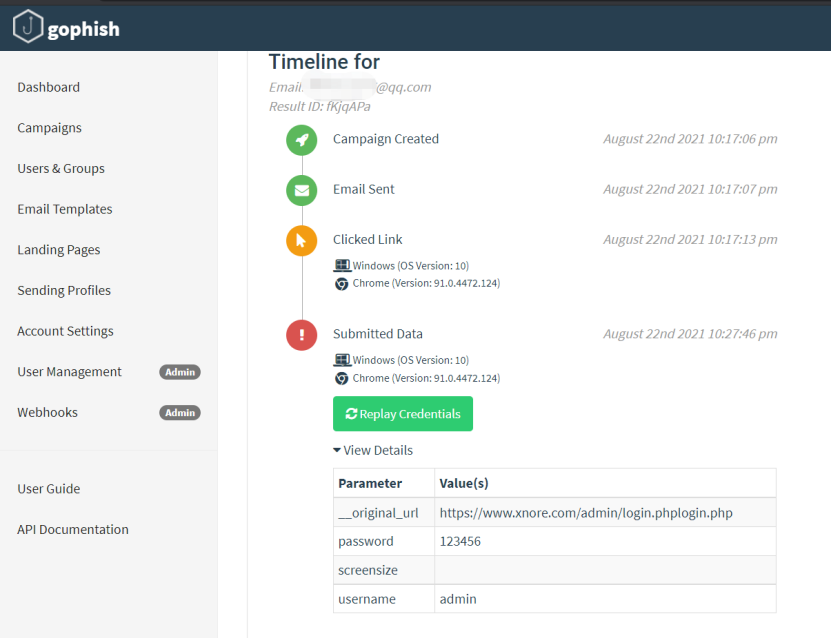 gophish
Dashboard
Campaigns
Users & Groups
Email Templates
Landing Pages
Sending Profiles
Account Settings
User Management Admin
Webhooks Admin
User Guide
API Documentation
Timeline for
Email: @qq.com
Result ID: fKjqAPa
Campaign Created August 22nd 2021 10:17:06 pm
Email Sent August 22nd 2021 10:17:07 pm
Clicked Link August 22nd 2021 10:17:13 pm
Windows (OS Version: 10)
Chrome (Version: 91.0.4472.124)
Submitted Data August 22nd 2021 10:27:46 pm
Windows (OS Version: 10)
Chrome (Version: 91.0.4472.124)
Replay Credentials
View Details
Parameter Value(s)
__original_url https://www.xnore.com/admin/login.phplogin.php
password 123456
screensize
username admin